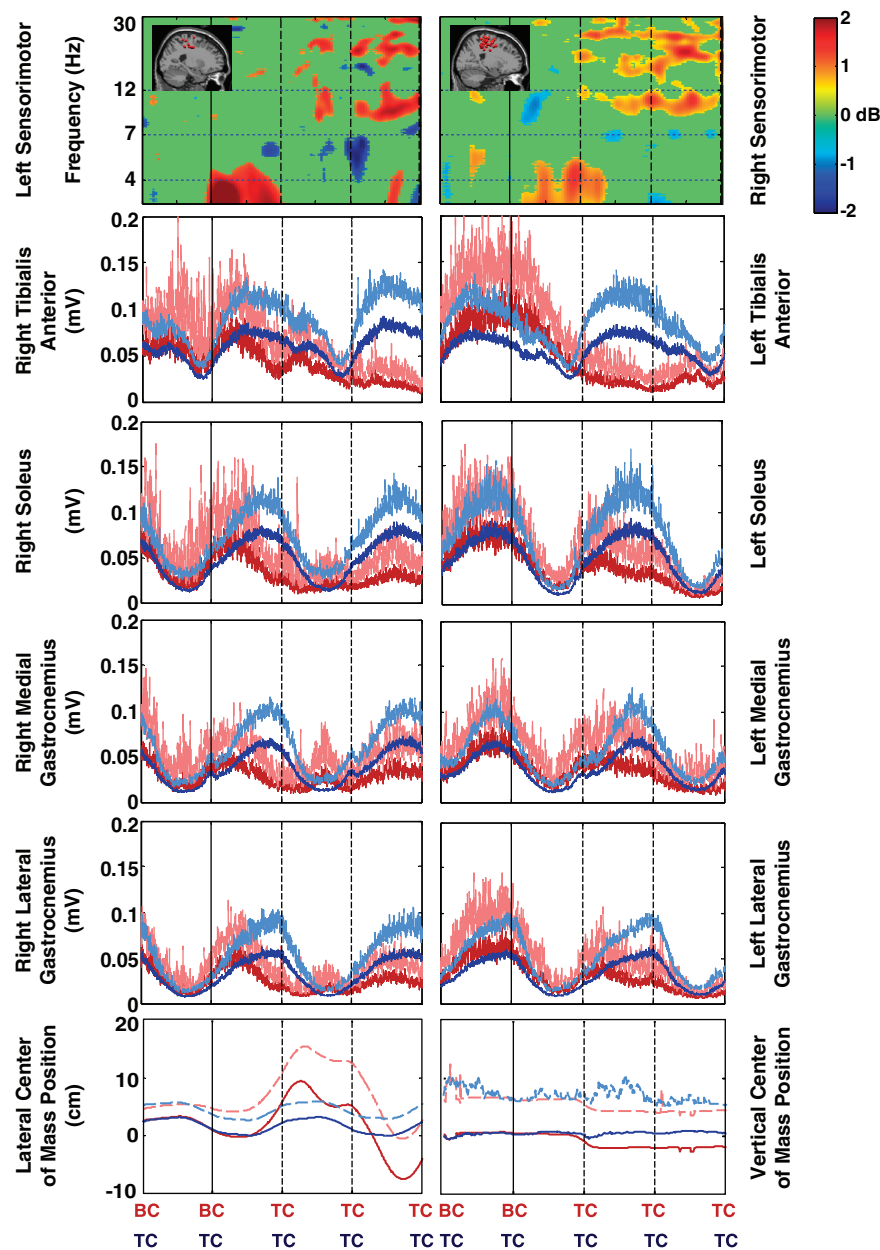 Left Sensorimotor
Frequency (Hz)
30
12
7
4
Right Sensorimotor
2
1
0 dB
-1
-2
Right Tibialis
Anterior
(mV)
0.2
0.15
0.1
0.05
0
Left Tibialis
Anterior
Right Soleus
(mV)
0.2
0.15
0.1
0.05
0
Left Soleus
Right Medial
Gastrocnemius
(mV)
0.2
0.15
0.1
0.05
0
Left Medial
Gastrocnemius
Right Lateral
Gastrocnemius
(mV)
0.2
0.15
0.1
0.05
0
Left Lateral
Gastrocnemius
Lateral Center
of Mass Position
(cm)
20
10
0
-10
Vertical Center
of Mass Position
BC BC TC TC TC BC BC TC TC TC
TC TC TC TC TC TC TC TC TC TC